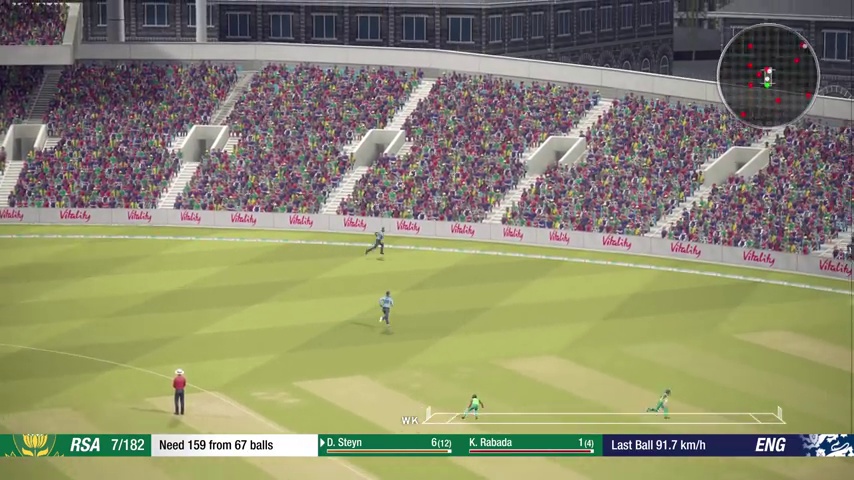 Vitality Vitality Vitality Vitality Vitality Vitality Vitality Vitality Vitality Vitality Vitality Vitality Vitality Vitality Vitality
WK
RSA 7/182 Need 159 from 67 balls D. Steyn 6(12) K. Rabada 1(4) Last Ball 91.7 km/h ENG